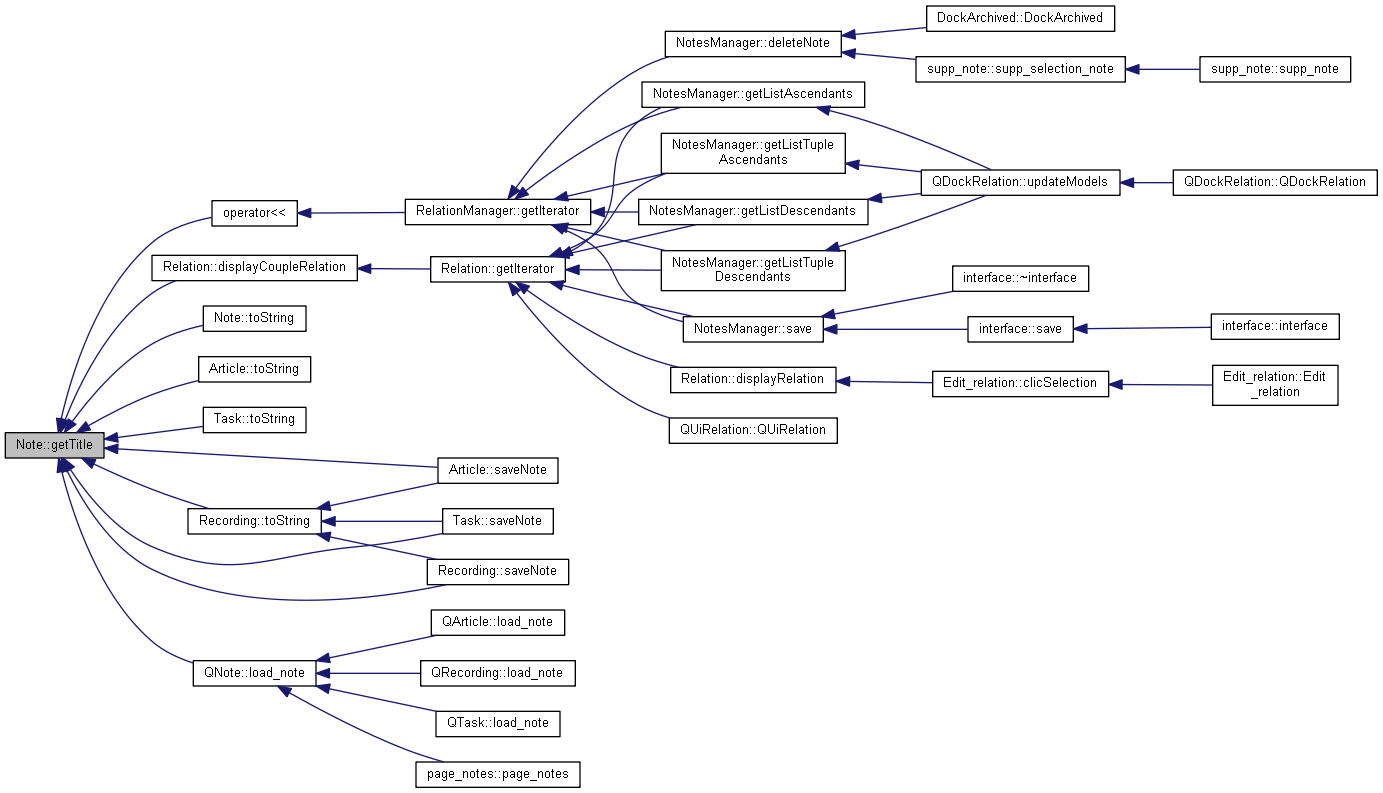 DockArchived::DockArchived
NotesManager::deleteNote
supp_note::supp_selection_note
supp_note::supp_note
NotesManager::getListAscendants
NotesManager::getListTuple
Ascendants
QDockRelation::updateModels
QDockRelation::QDockRelation
operator<<
RelationManager::getIterator
NotesManager::getListDescendants
Relation::displayCoupleRelation
Relation::getIterator
NotesManager::getListTuple
Descendants
interface::~interface
Note::toString
NotesManager::save
interface::save
interface::interface
Article::toString
Relation::displayRelation
Edit_relation::clicSelection
Edit_relation::Edit
_relation
Task::toString
QUiRelation::QUiRelation
Note::getTitle
Article::saveNote
Recording::toString
Task::saveNote
Recording::saveNote
QArticle::load_note
QNote::load_note
QRecording::load_note
QTask::load_note
page_notes::page_notes